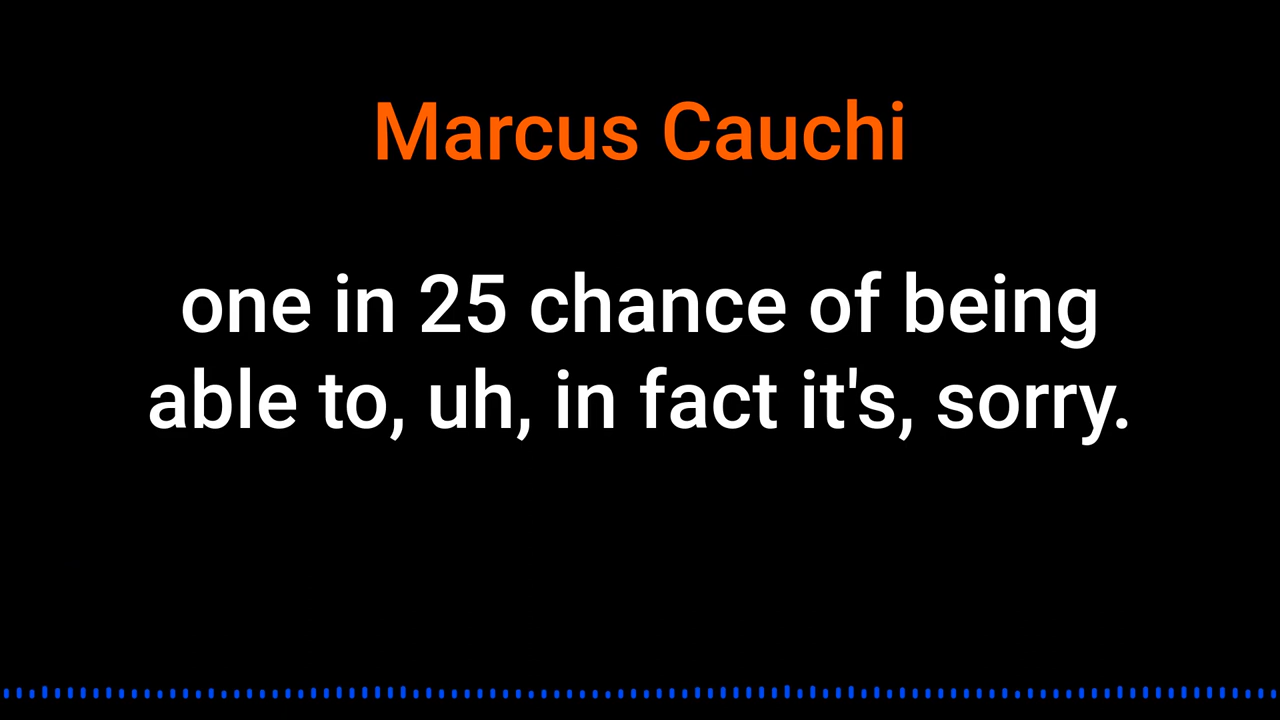 Marcus Cauchi
one in 25 chance of being
able to, uh, in fact it's, sorry.